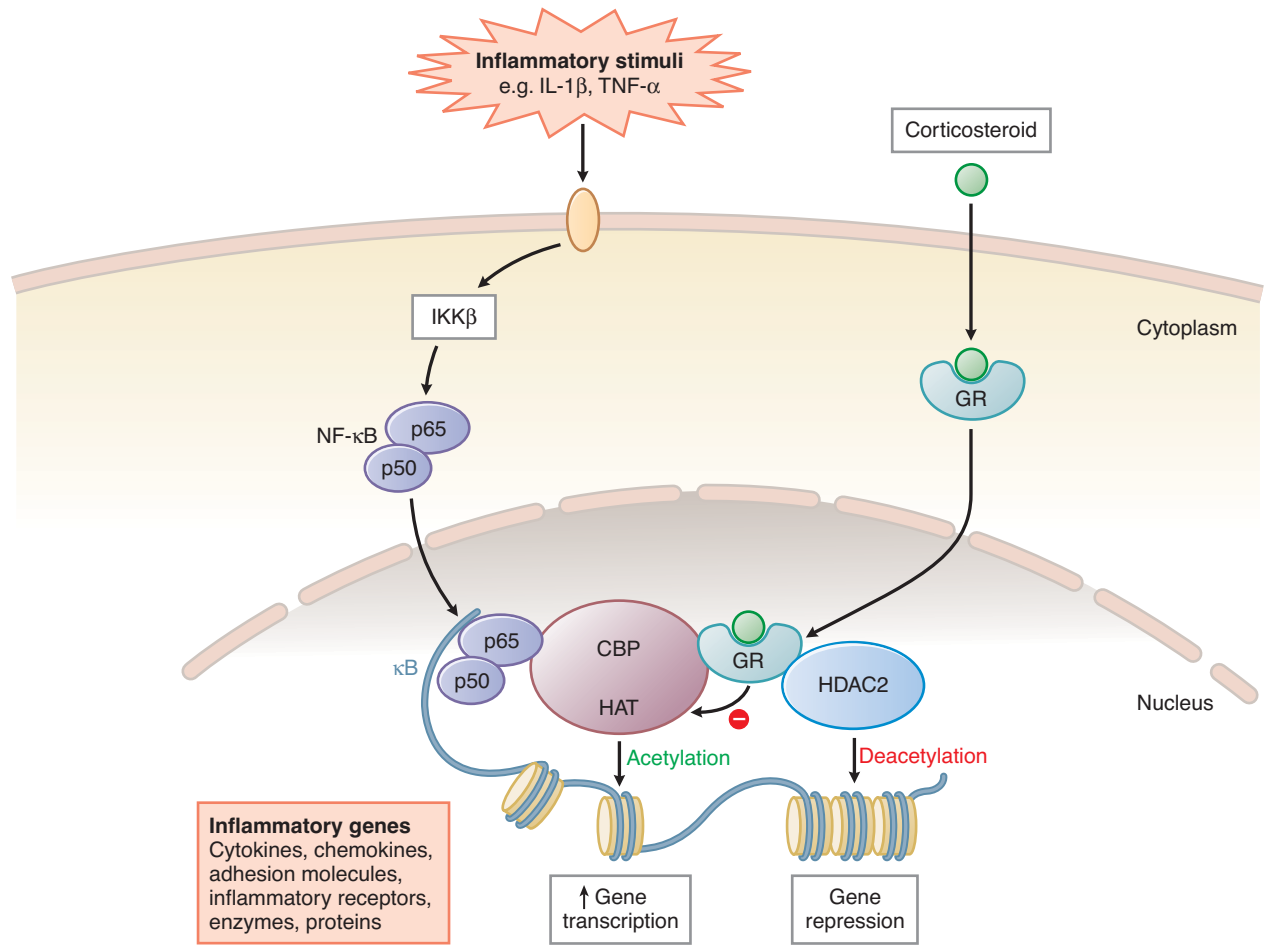 Inflammatory stimuli
e.g. IL-1β, TNF-α
Corticosteroid
IKKβ
Cytoplasm
GR
NF-κB
p65
p50
κB
p65
p50
CBP
HAT
GR
HDAC2
Nucleus
Acetylation
Deacetylation
Inflammatory genes
Cytokines, chemokines,
adhesion molecules,
inflammatory receptors,
enzymes, proteins
↑ Gene
transcription
Gene
repression